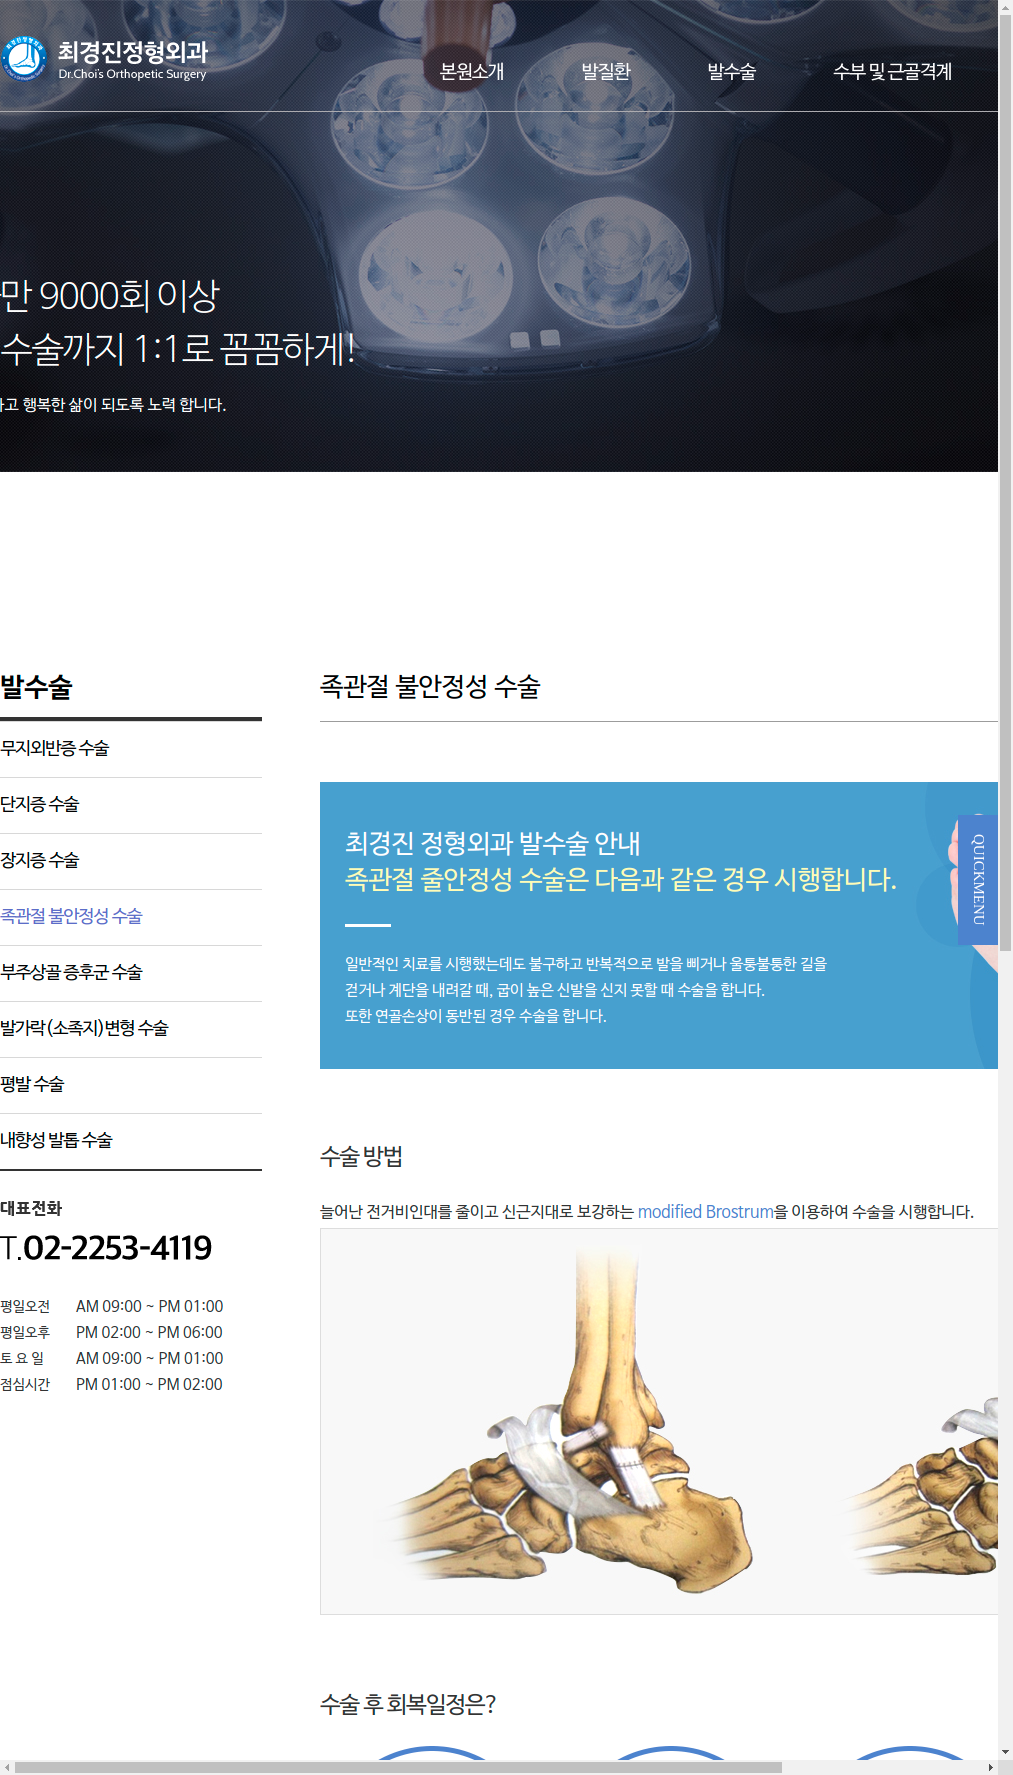 최경진정형외과
Dr.Choi's Orthopetic Surgery
본원소개
발질환
발수술
수부 및 근골격계
만 9000회 이상
수술까지 1:1로 꼼꼼하게!
고 행복한 삶이 되도록 노력 합니다.
발수술
무지외반증 수술
단지증 수술
장지증 수술
족관절 불안정성 수술
부주상골 증후군 수술
발가락(소족지)변형 수술
평발 수술
내향성 발톱 수술
대표전화
T.02-2253-4119
평일오전 AM 09:00 ~ PM 01:00
평일오후 PM 02:00 ~ PM 06:00
토 요 일 AM 09:00 ~ PM 01:00
점심시간 PM 01:00 ~ PM 02:00
족관절 불안정성 수술
최경진 정형외과 발수술 안내
족관절 줄안정성 수술은 다음과 같은 경우 시행합니다.
일반적인 치료를 시행했는데도 불구하고 반복적으로 발을 삐거나 울퉁불퉁한 길을
걷거나 계단을 내려갈 때, 굽이 높은 신발을 신지 못할 때 수술을 합니다.
또한 연골손상이 동반된 경우 수술을 합니다.
QUICKMENU
수술 방법
늘어난 전거비인대를 줄이고 신근지대로 보강하는 modified Brostrum을 이용하여 수술을 시행합니다.
수술 후 회복일정은?